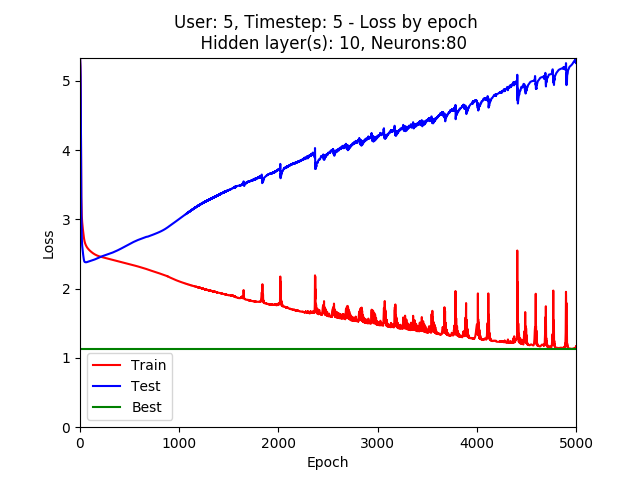 User: 5, Timestep: 5 - Loss by epoch
Hidden layer(s): 10, Neurons:80
5
4
3
2
1
0
Loss
Train
Test
Best
0 1000 2000 3000 4000 5000
Epoch